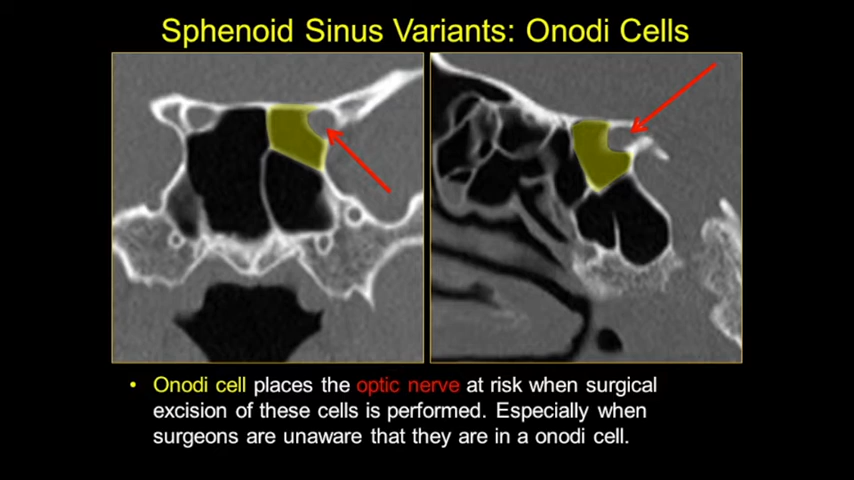 Sphenoid Sinus Variants: Onodi Cells
• Onodi cell places the optic nerve at risk when surgical
excision of these cells is performed. Especially when
surgeons are unaware that they are in a onodi cell.